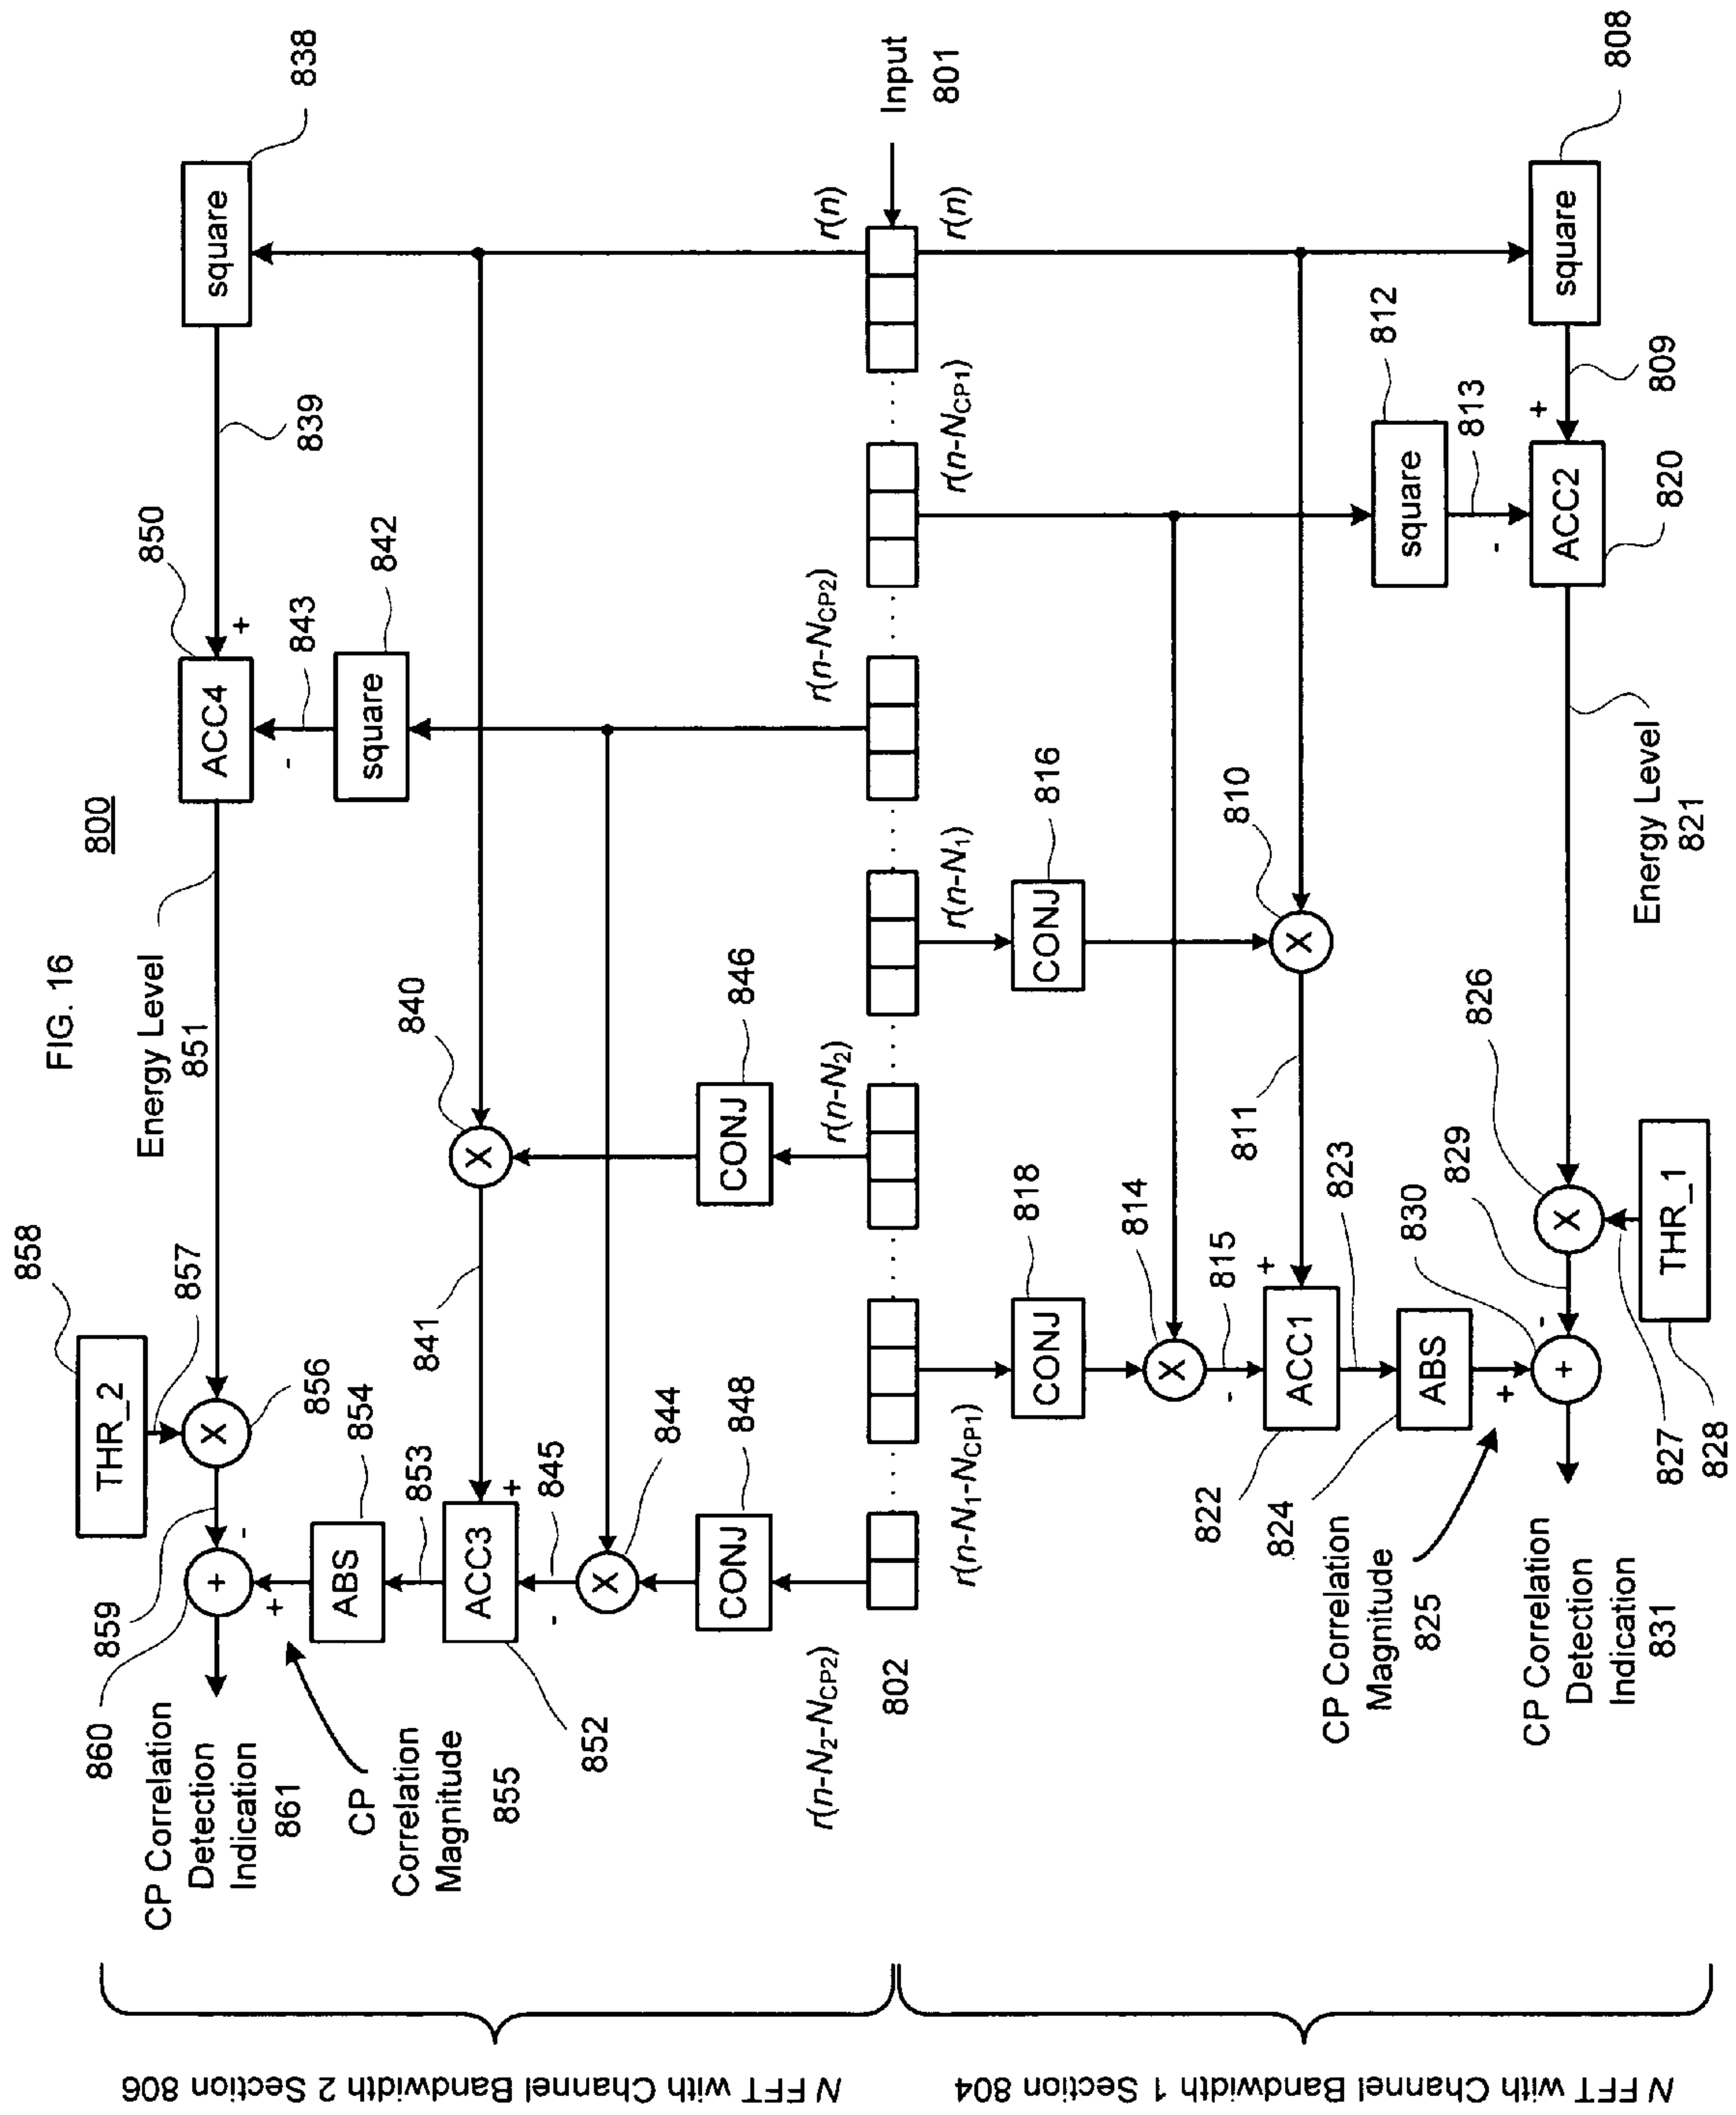 FIG. 16
800
N FFT with Channel Bandwidth 2 Section 806
N FFT with Channel Bandwidth 1 Section 804
858
THR_2
857
859
860
+
-
+
X
856
Energy Level
851
ACC4
850
+
-
843
839
square
838
CP Correlation
Detection
Indication
861
CP
Correlation
Magnitude
855
ABS
854
853
ACC3
852
+
-
841
845
X
840
X
844
square
842
CONJ
848
CONJ
846
r(n-N2-NCP2)
r(n-N2)
r(n-NCP2)
r(n)
802
Input
801
r(n-N1-NCP1)
r(n-N1)
r(n-NCP1)
r(n)
CONJ
818
CONJ
816
X
814
X
810
815
811
-
+
ACC1
822
823
ABS
824
CP Correlation
Magnitude
825
square
812
813
-
+
809
ACC2
820
square
808
826
X
829
830
+
-
+
Energy Level
821
CP Correlation
Detection
Indication
831
827
THR_1
828